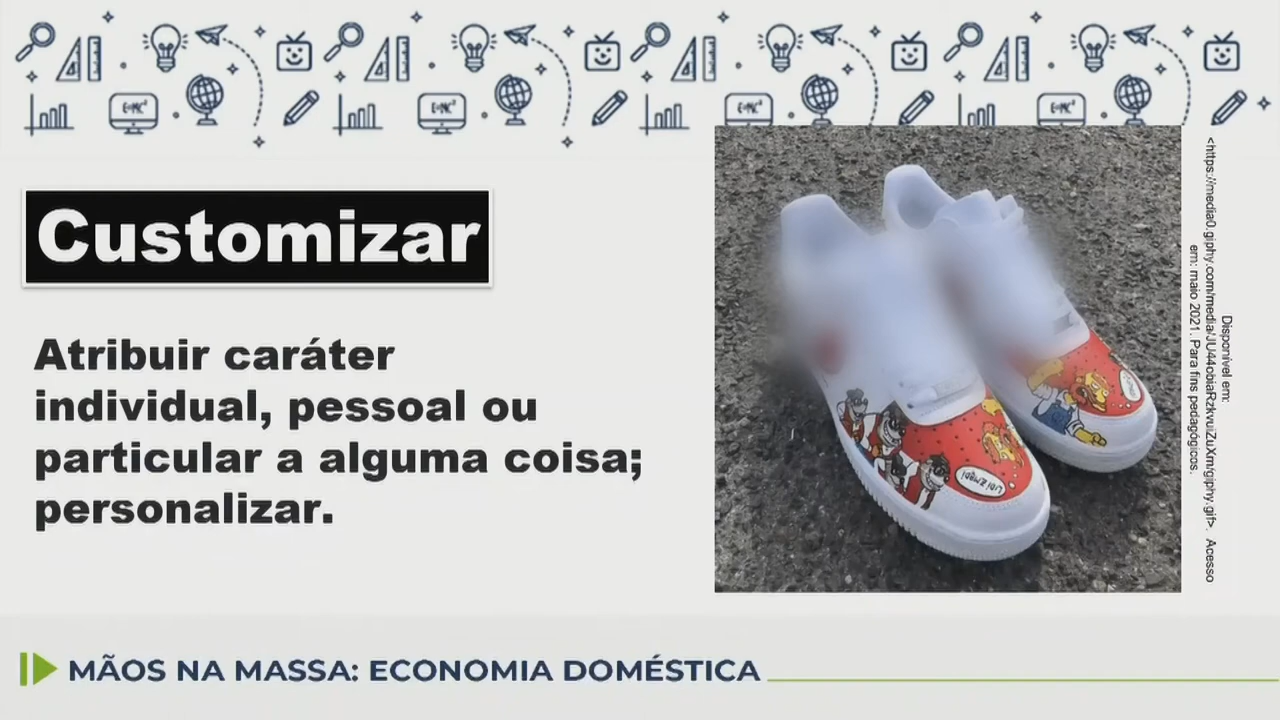 Customizar
Atribuir caráter
individual, pessoal ou
particular a alguma coisa;
personalizar.
Disponível em:
<https://media0.giphy.com/media/JU44obiaRzkvuiZuXm/giphy.gif>. Acesso
em: maio 2021. Para fins pedagógicos.
MÃOS NA MASSA: ECONOMIA DOMÉSTICA